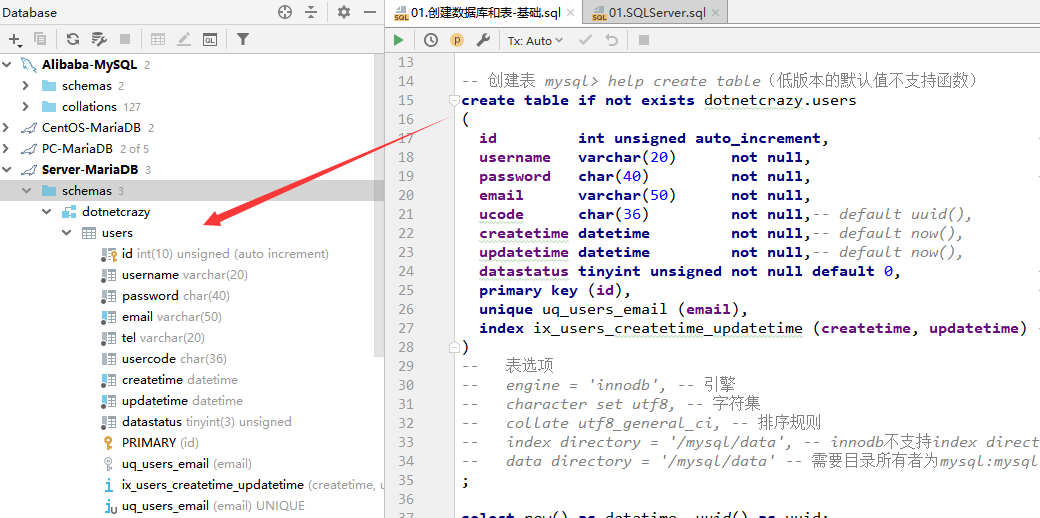 Database
Alibaba-MySQL 2
schemas 2
collations 127
CentOS-MariaDB 2
PC-MariaDB 2 of 5
Server-MariaDB 3
schemas 3
dotnetcrazy
users
id int(10) unsigned (auto increment)
username varchar(20)
password char(40)
email varchar(50)
tel varchar(20)
usercode char(36)
createtime datetime
updatetime datetime
datastatus tinyint(3) unsigned
PRIMARY (id)
uq_users_email (email)
ix_users_createtime_updatetime (createtime, u
uq_users_email (email) UNIQUE
01.创建数据库和表-基础.sql
01.SQLServer.sql
Tx: Auto
13
14 -- 创建表 mysql> help create table（低版本的默认值不支持函数）
15 create table if not exists dotnetcrazy.users
16 (
17 id int unsigned auto_increment,
18 username varchar(20) not null,
19 password char(40) not null,
20 email varchar(50) not null,
21 ucode char(36) not null,-- default uuid(),
22 createtime datetime not null,-- default now(),
23 updatetime datetime not null,-- default now(),
24 datastatus tinyint unsigned not null default 0,
25 primary key (id),
26 unique uq_users_email (email),
27 index ix_users_createtime_updatetime (createtime, updatetime)
28 )
29 -- 表选项
30 -- engine = 'innodb', -- 引擎
31 -- character set utf8, -- 字符集
32 -- collate utf8_general_ci, -- 排序规则
33 -- index directory = '/mysql/data', -- innodb不支持index direct
34 -- data directory = '/mysql/data' -- 需要目录所有者为mysql:mysql
35 ;
36
37 select now() as datetime, uuid() as uuid;